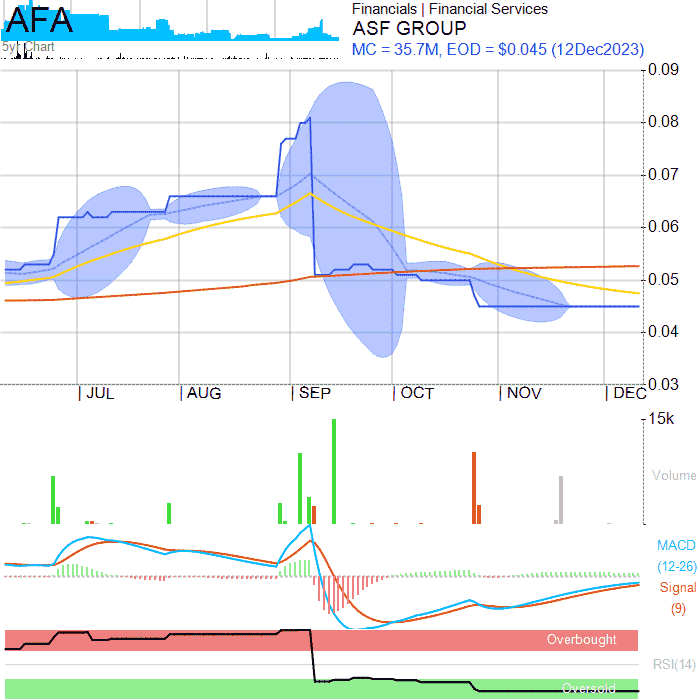 AFA
5yr Chart
Financials | Financial Services
ASF GROUP
MC = 35.7M, EOD = $0.045 (12Dec2023)
0.09
0.08
0.07
0.06
0.05
0.04
0.03
JUL AUG SEP OCT NOV DEC
15k
Volume
MACD
(12-26)
Signal
(9)
Overbought
RSI(14)
Oversold